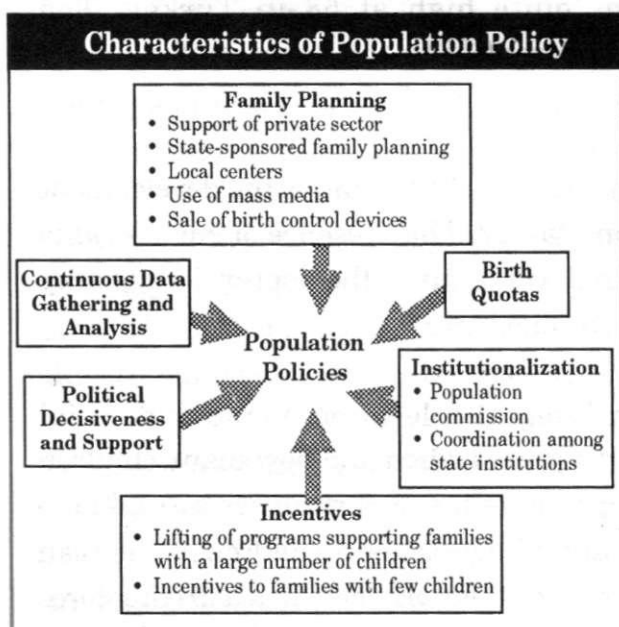 Characteristics of Population Policy
Family Planning
• Support of private sector
• State-sponsored family planning
• Local centers
• Use of mass media
• Sale of birth control devices
Continuous Data
Gathering and
Analysis
Birth
Quotas
Population
Policies
Political
Decisiveness
and Support
Institutionalization
• Population
commission
• Coordination among
state institutions
Incentives
• Lifting of programs supporting families
with a large number of children
• Incentives to families with few children